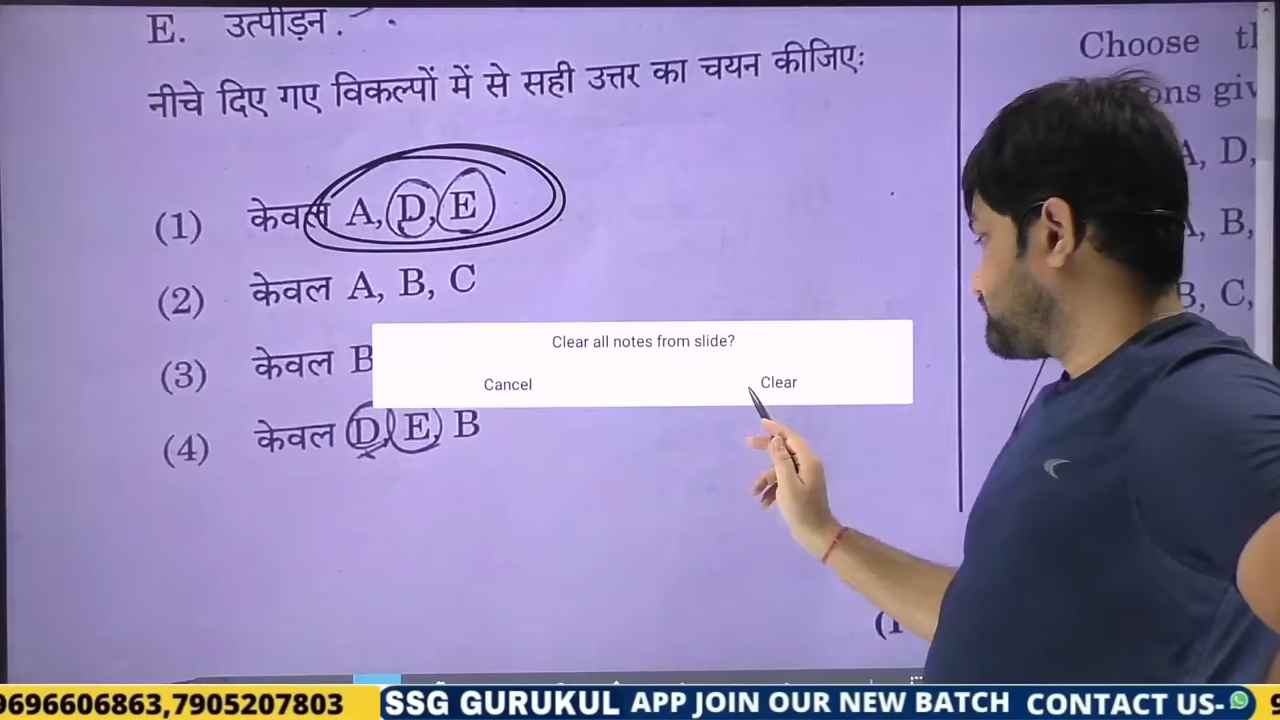 E. उत्पीड़न.
नीचे दिए गए विकल्पों में से सही उत्तर का चयन कीजिए:
(1) केवल A, D, E
(2) केवल A, B, C
(3) केवल B
(4) केवल D, E, B
Choose
ons giv
A, D,
A, B,
B, C,
Clear all notes from slide?
Cancel Clear
9696606863,7905207803 SSG GURUKUL APP JOIN OUR NEW BATCH CONTACT US- 9